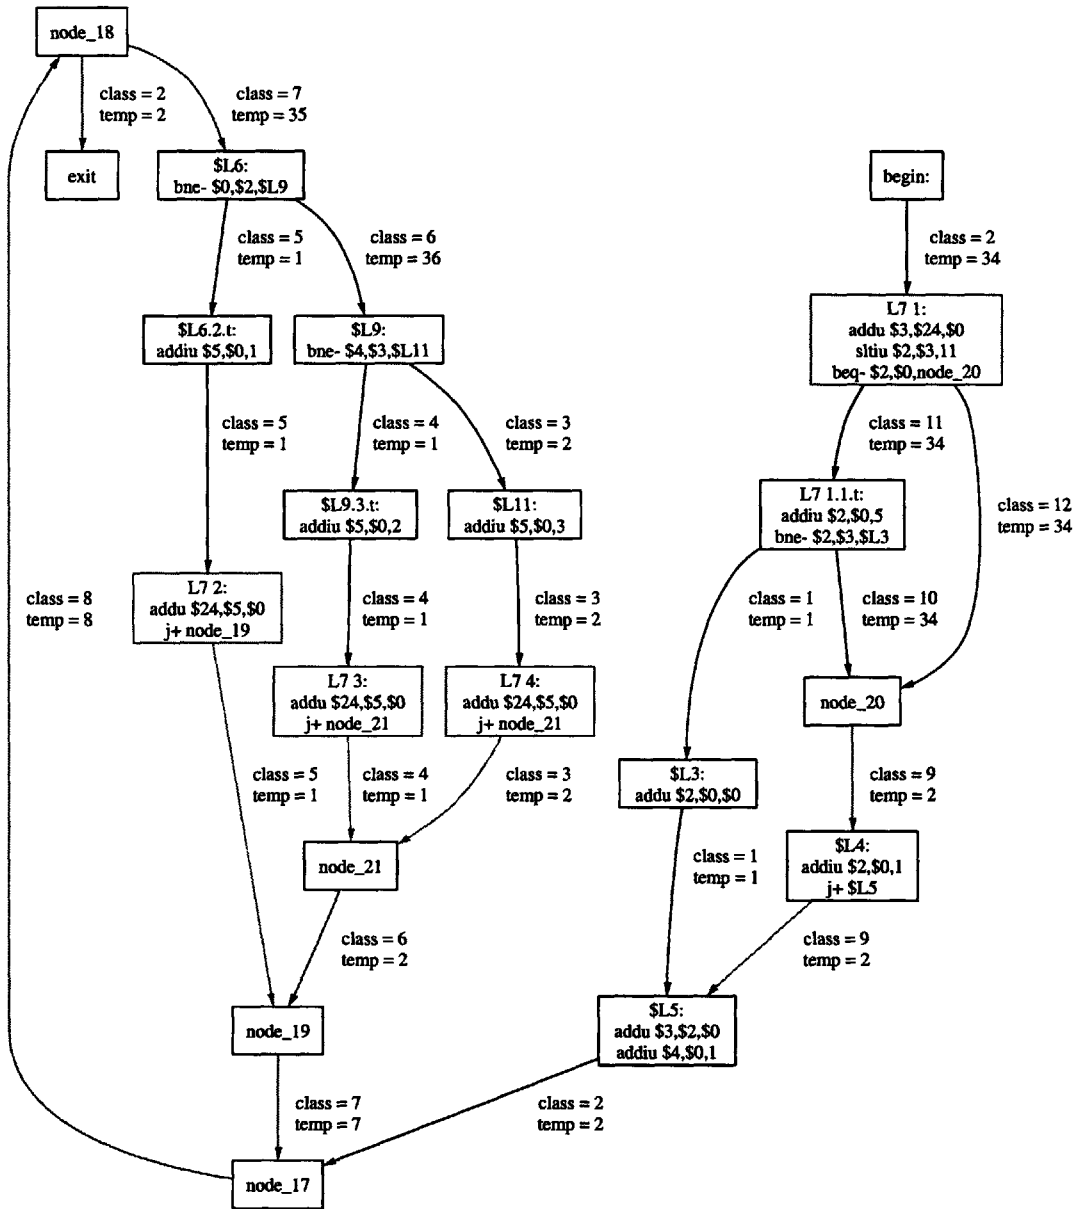 node_18
class = 2
temp = 2
class = 7
temp = 35
exit
$L6:
bne- $0,$2,$L9
begin:
class = 5
temp = 1
class = 6
temp = 36
class = 2
temp = 34
$L6.2.t:
addiu $5,$0,1
$L9:
bne- $4,$3,$L11
L7 1:
addu $3,$24,$0
sltiu $2,$3,11
beq- $2,$0,node_20
class = 5
temp = 1
class = 4
temp = 1
class = 3
temp = 2
class = 11
temp = 34
$L9.3.t:
addiu $5,$0,2
$L11:
addiu $5,$0,3
L7 1.1.t:
addiu $2,$0,5
bne- $2,$3,$L3
class = 12
temp = 34
class = 8
temp = 8
L7 2:
addu $24,$5,$0
j+ node_19
class = 4
temp = 1
class = 3
temp = 2
class = 1
temp = 1
class = 10
temp = 34
L7 3:
addu $24,$5,$0
j+ node_21
L7 4:
addu $24,$5,$0
j+ node_21
node_20
class = 5
temp = 1
class = 4
temp = 1
class = 3
temp = 2
$L3:
addu $2,$0,$0
class = 9
temp = 2
node_21
class = 1
temp = 1
$L4:
addiu $2,$0,1
j+ $L5
class = 6
temp = 2
class = 9
temp = 2
node_19
$L5:
addu $3,$2,$0
addiu $4,$0,1
class = 7
temp = 7
class = 2
temp = 2
node_17